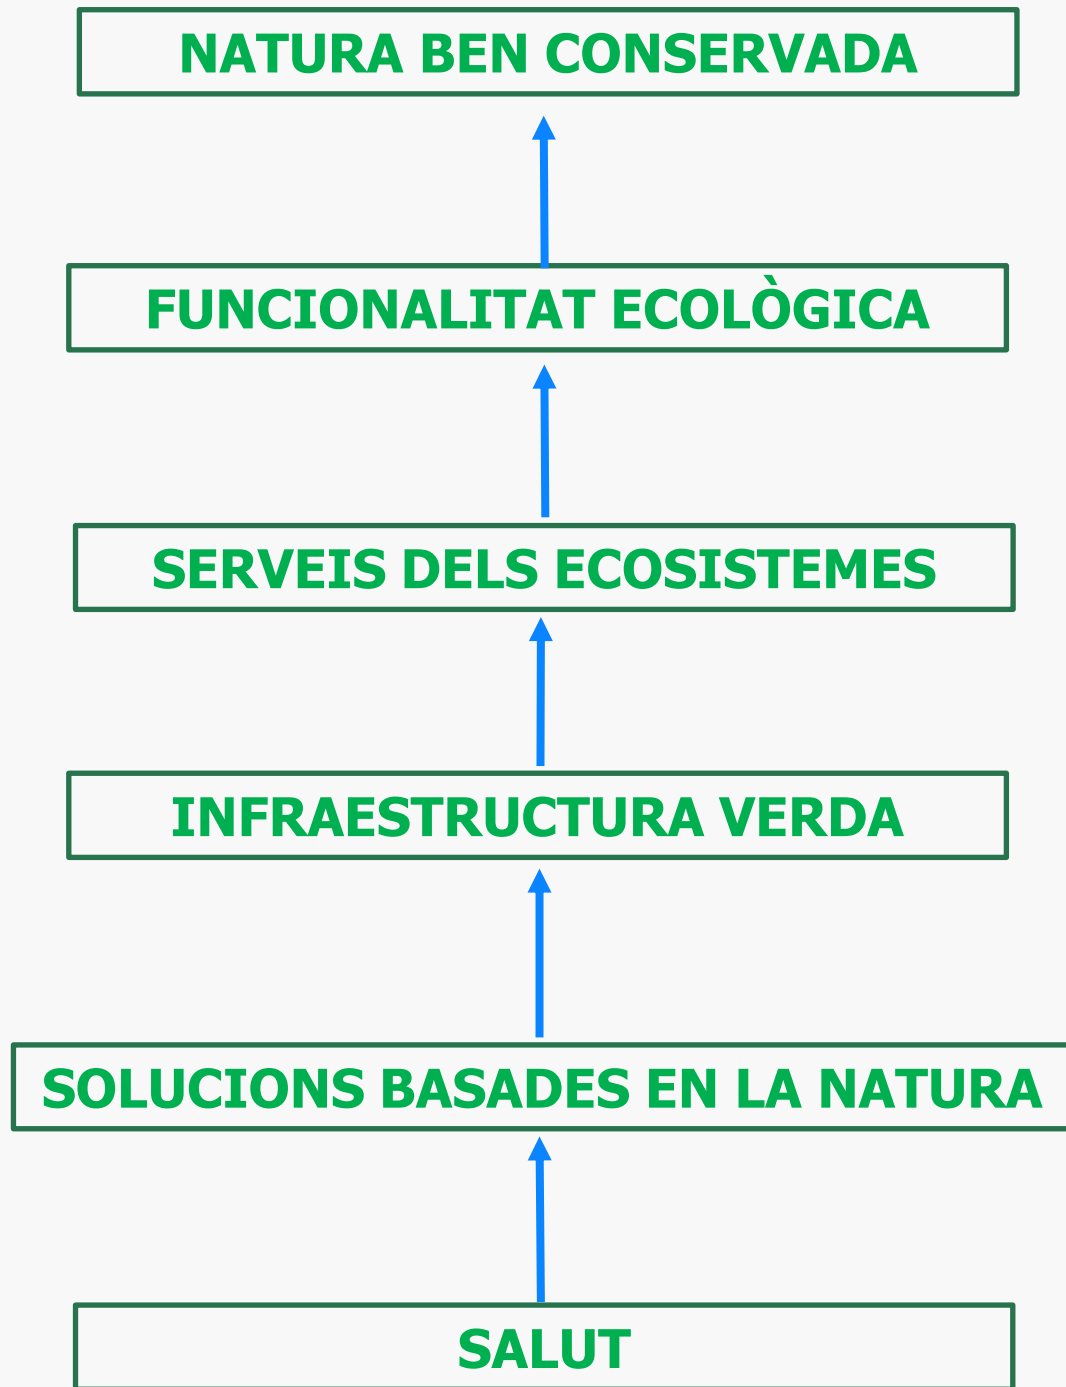 NATURA BEN CONSERVADA
FUNCIONALITAT ECOLÒGICA
SERVEIS DELS ECOSISTEMES
INFRAESTRUCTURA VERDA
SOLUCIONS BASADES EN LA NATURA
SALUT